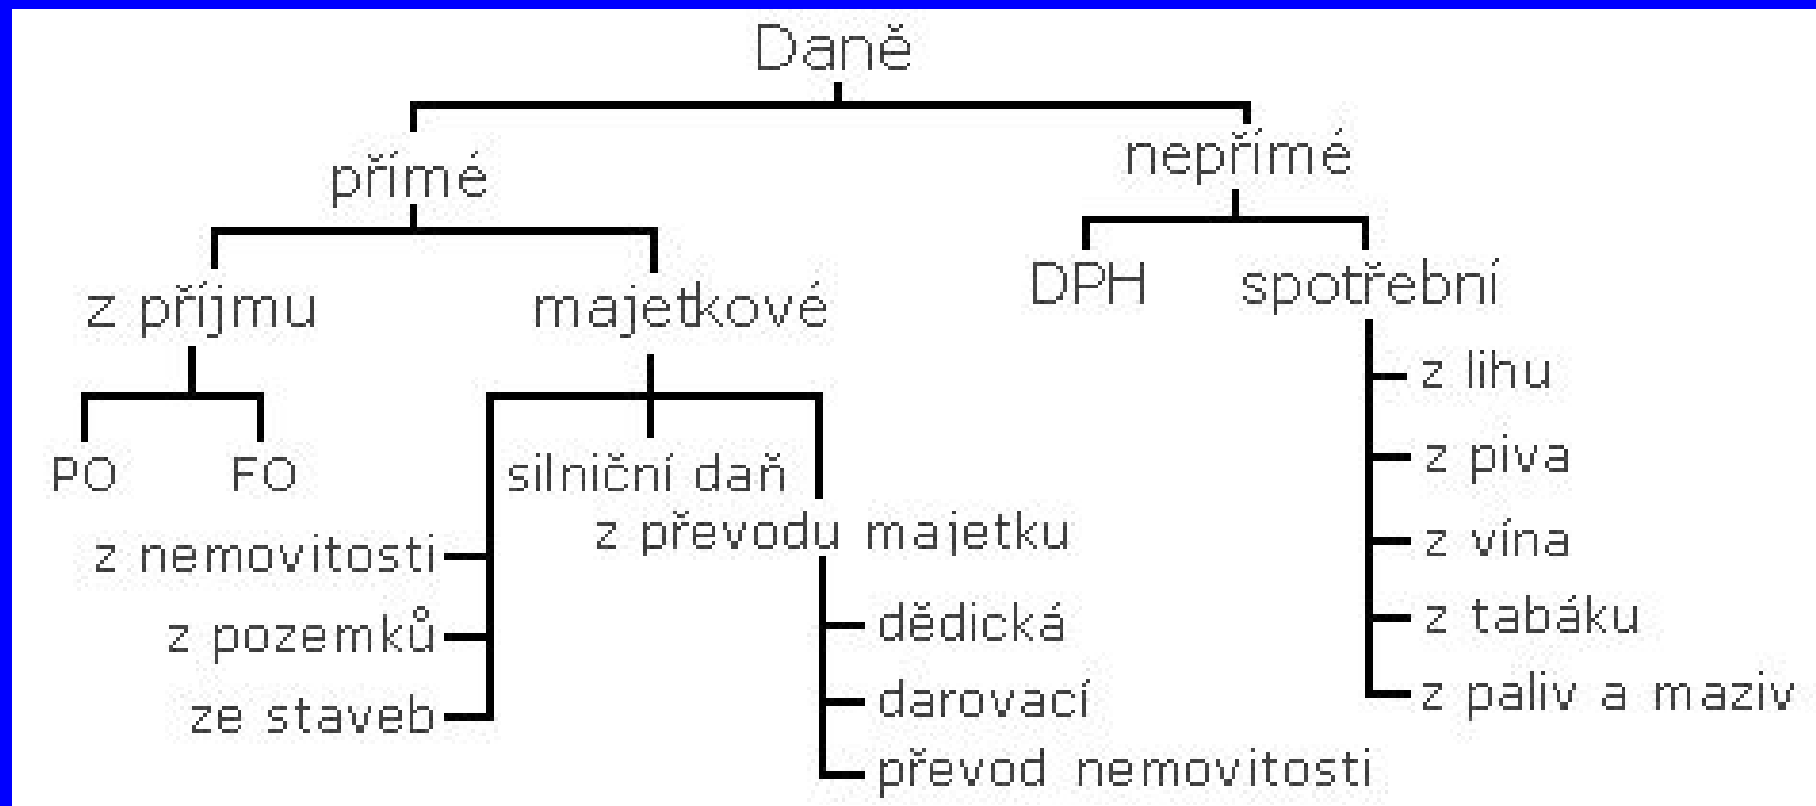 Daně
přímé
nepřímé
z příjmu
majetkové
DPH
spotřební
PO
FO
silniční daň
z převodu majetku
z nemovitosti
z pozemků
ze staveb
dědická
darovací
převod nemovitosti
z lihu
z piva
z vína
z tabáku
z paliv a maziv